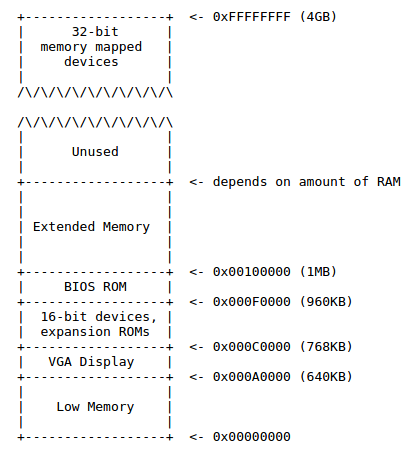 +------------------+  <- 0xFFFFFFFF (4GB)
|      32-bit      |
|  memory mapped   |
|     devices      |
|                  |
/\/\/\/\/\/\/\/\/\/\

/\/\/\/\/\/\/\/\/\/\
|                  |
|      Unused      |
|                  |
+------------------+  <- depends on amount of RAM
|                  |
|                  |
| Extended Memory  |
|                  |
|                  |
+------------------+  <- 0x00100000 (1MB)
|     BIOS ROM     |
+------------------+  <- 0x000F0000 (960KB)
|  16-bit devices, |
|  expansion ROMs  |
+------------------+  <- 0x000C0000 (768KB)
|   VGA Display    |
+------------------+  <- 0x000A0000 (640KB)
|                  |
|    Low Memory    |
|                  |
+------------------+  <- 0x00000000